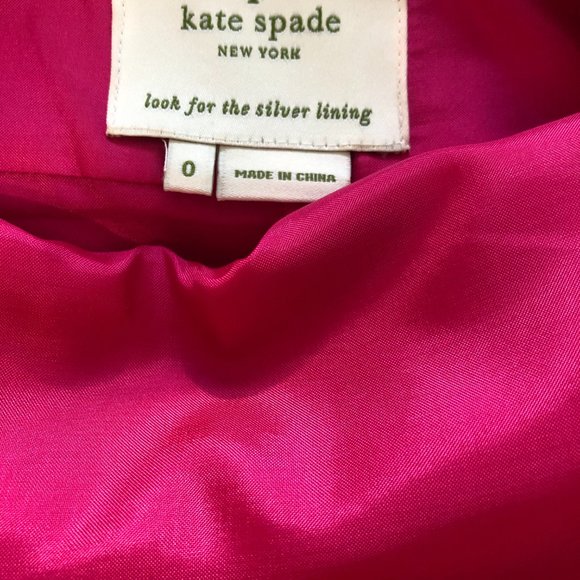 kate spade
NEW YORK
look for the silver lining
0
MADE IN CHINA